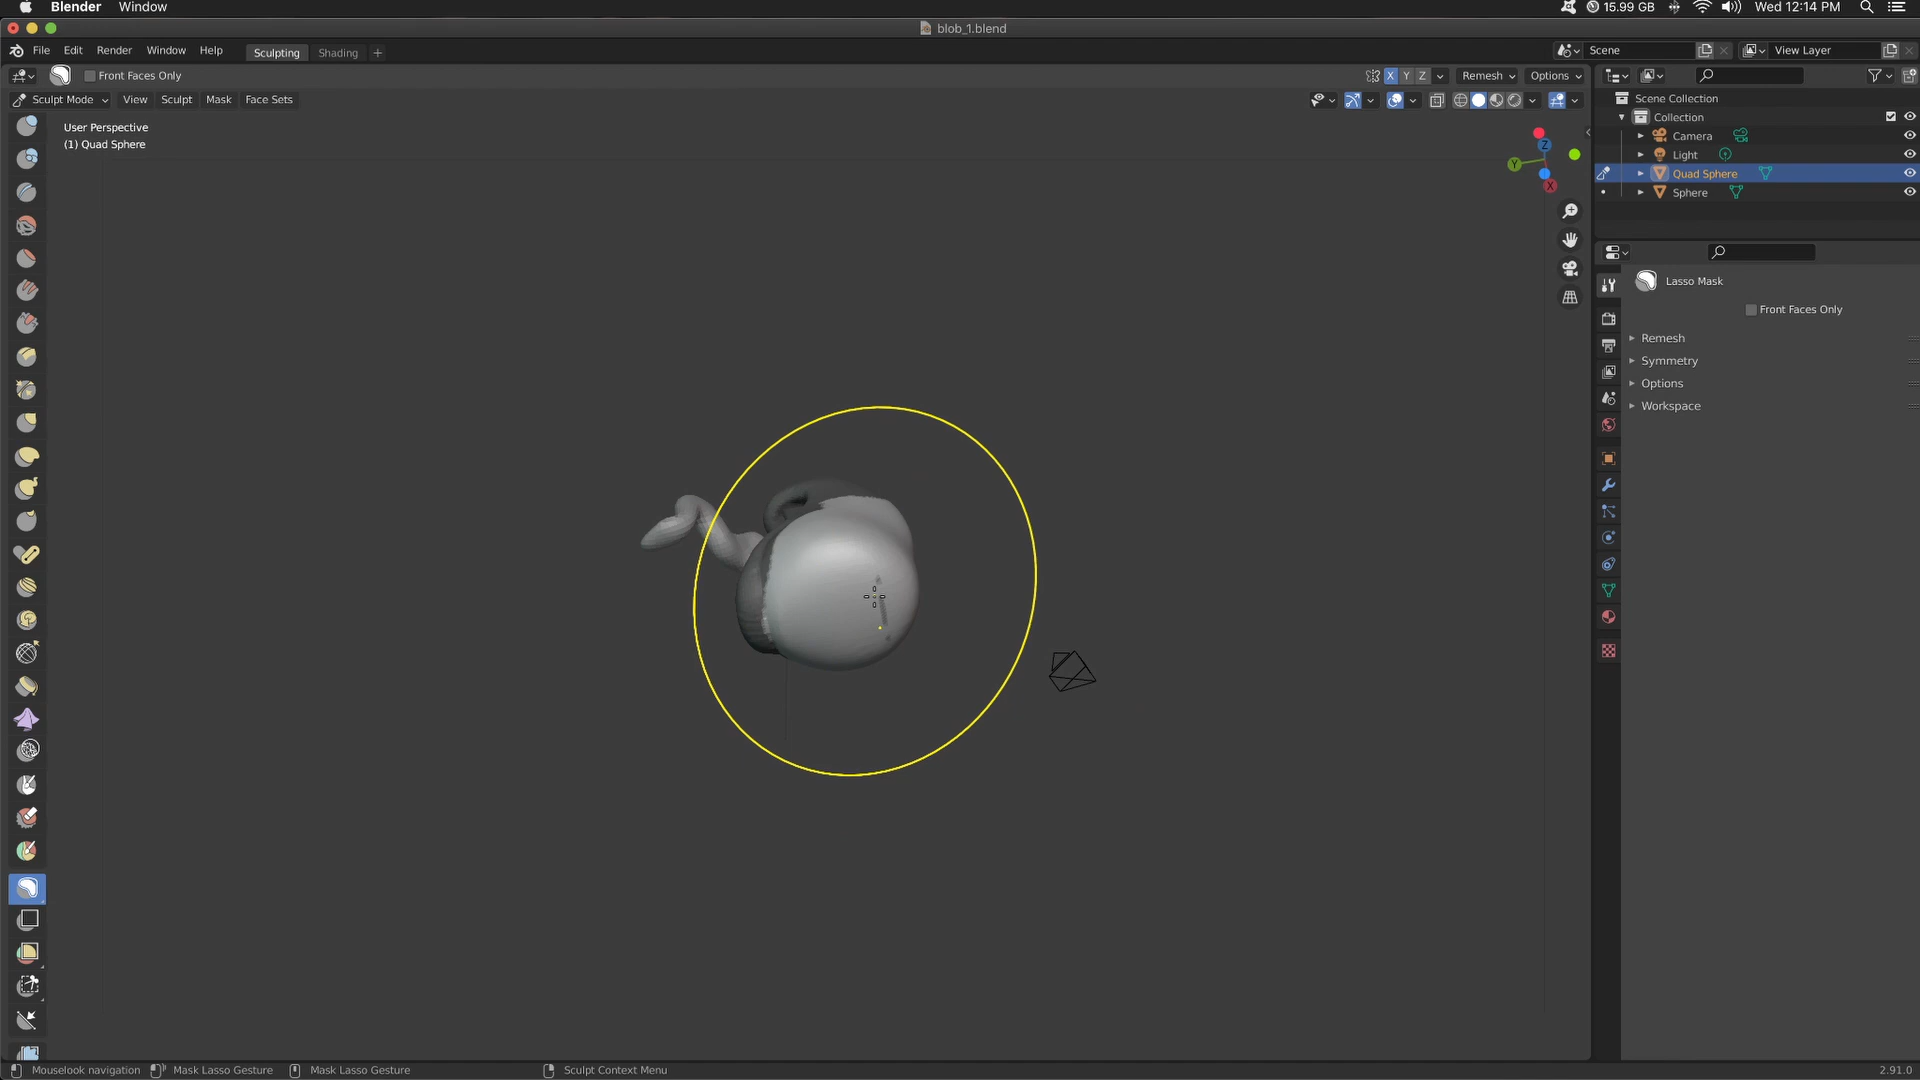 Blender Window 15.99 GB Wed 12:14 PM
blob_1.blend
File Edit Render Window Help Sculpting Shading + Scene View Layer
Front Faces Only X Y Z Remesh Options
Sculpt Mode View Sculpt Mask Face Sets
Scene Collection
Collection
Camera
Light
Quad Sphere
Sphere
User Perspective
(1) Quad Sphere
Z
Y
X
Lasso Mask
Front Faces Only
Remesh
Symmetry
Options
Workspace
Mouselook navigation Mask Lasso Gesture Mask Lasso Gesture Sculpt Context Menu 2.91.0